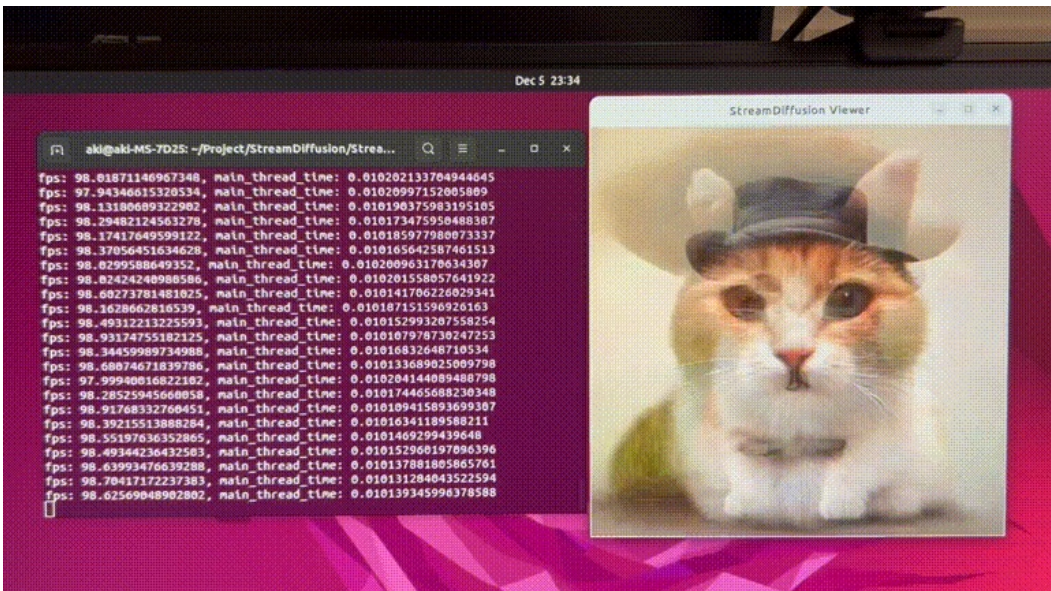 Dec 5 23:34
StreamDiffusion Viewer
aki@aki-MS-7D25: ~/Project/StreamDiffusion/Strea...
fps: 98.01871146967348, main_thread_time: 0.010202133704944645
fps: 97.94346615320534, main_thread_time: 0.01020997152005809
fps: 98.13180609322902, main_thread_time: 0.010190375983195105
fps: 98.29482124563278, main_thread_time: 0.010173475950488387
fps: 98.17417649599122, main_thread_time: 0.010185977980073337
fps: 98.37056451634628, main_thread_time: 0.010165642587461513
fps: 98.0299588649352, main_thread_time: 0.010200963170634307
fps: 98.02424240980586, main_thread_time: 0.010201558057641922
fps: 98.60273781481025, main_thread_time: 0.010141706226029341
fps: 98.1628662816539, main_thread_time: 0.010187151596926163
fps: 98.49312213225593, main_thread_time: 0.010152993207558254
fps: 98.93174755182125, main_thread_time: 0.010107978730247253
fps: 98.34459989734988, main_thread_time: 0.01016832648710534
fps: 98.68074671839786, main_thread_time: 0.010133689025009798
fps: 97.99940016822102, main_thread_time: 0.010204144089488798
fps: 98.28525945660058, main_thread_time: 0.010174465688230348
fps: 98.91768332760451, main_thread_time: 0.010109415893699307
fps: 98.39215513888284, main_thread_time: 0.01016341189588211
fps: 98.55197636352865, main_thread_time: 0.0101469299439648
fps: 98.49344236432503, main_thread_time: 0.010152960197096396
fps: 98.63993476639288, main_thread_time: 0.010137881805865761
fps: 98.70417172237383, main_thread_time: 0.010131284043522594
fps: 98.62569048902802, main_thread_time: 0.010139345996378588